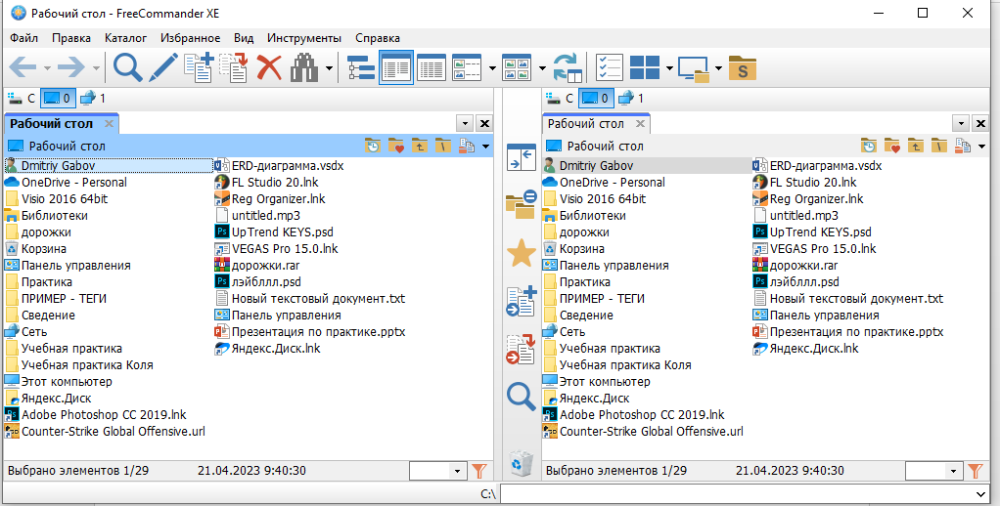 Рабочий стол - FreeCommander XE
Файл Правка Каталог Избранное Вид Инструменты Справка
S
C 0 1
C 0 1
Рабочий стол
Рабочий стол
Рабочий стол
Рабочий стол
Dmitriy Gabov
OneDrive - Personal
Visio 2016 64bit
Библиотеки
дорожки
Корзина
Панель управления
Практика
ПРИМЕР - ТЕГИ
Сведение
Сеть
Учебная практика
Учебная практика Коля
Этот компьютер
Яндекс.Диск
Adobe Photoshop CC 2019.lnk
Counter-Strike Global Offensive.url
ERD-диаграмма.vsdx
FL Studio 20.lnk
Reg Organizer.lnk
untitled.mp3
UpTrend KEYS.psd
VEGAS Pro 15.0.lnk
дорожки.rar
лэйбллл.psd
Новый текстовый документ.txt
Панель управления
Презентация по практике.pptx
Яндекс.Диск.lnk
Dmitriy Gabov
OneDrive - Personal
Visio 2016 64bit
Библиотеки
дорожки
Корзина
Панель управления
Практика
ПРИМЕР - ТЕГИ
Сведение
Сеть
Учебная практика
Учебная практика Коля
Этот компьютер
Яндекс.Диск
Adobe Photoshop CC 2019.lnk
Counter-Strike Global Offensive.url
ERD-диаграмма.vsdx
FL Studio 20.lnk
Reg Organizer.lnk
untitled.mp3
UpTrend KEYS.psd
VEGAS Pro 15.0.lnk
дорожки.rar
лэйбллл.psd
Новый текстовый документ.txt
Панель управления
Презентация по практике.pptx
Яндекс.Диск.lnk
Выбрано элементов 1/29 21.04.2023 9:40:30
Выбрано элементов 1/29 21.04.2023 9:40:30
C:\